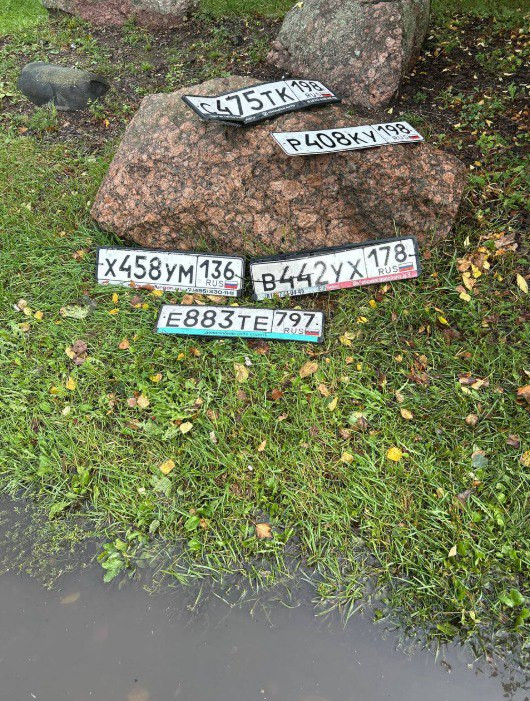 С475ТК 198
Р408КУ 198
RUS
Х458УМ 136
RUS
В442УХ 178
RUS
Е883ТЕ 797
RUS